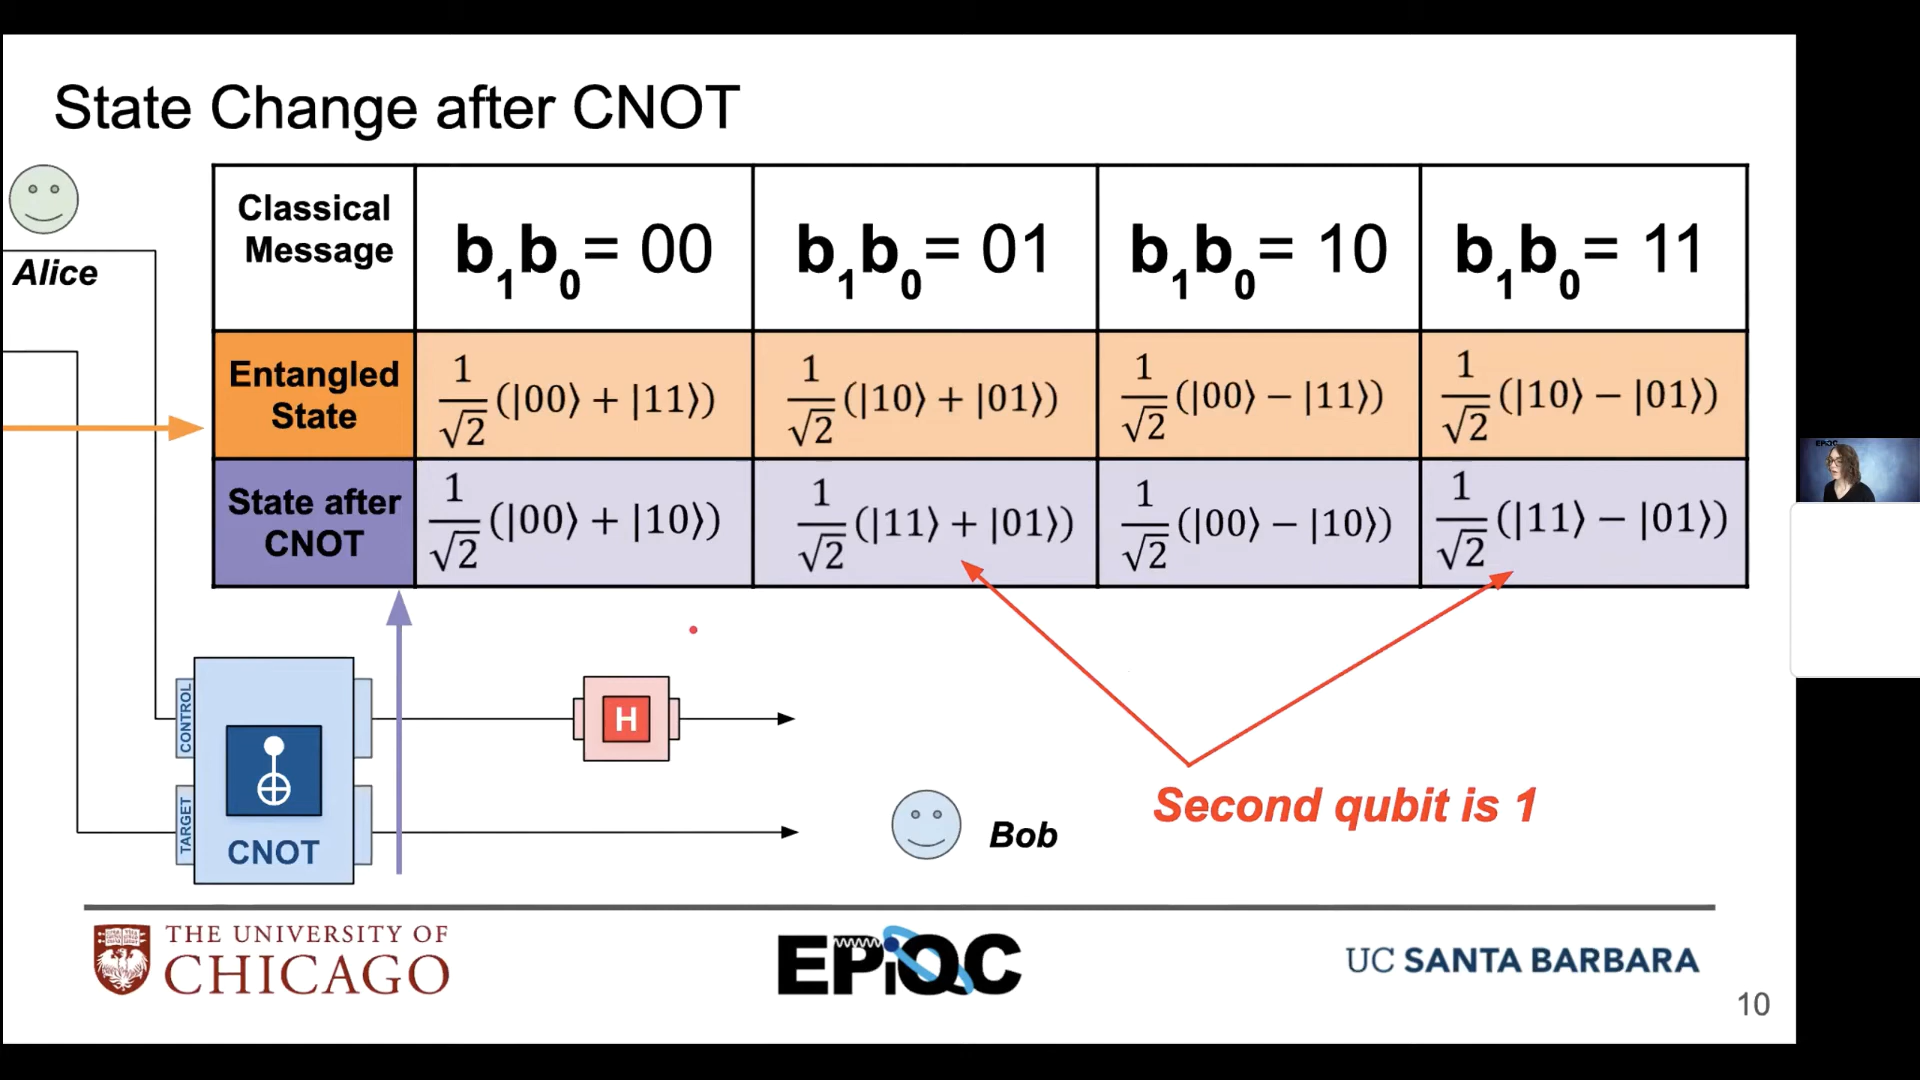 State Change after CNOT
Alice
Classical
Message
b₁b₀= 00
b₁b₀= 01
b₁b₀= 10
b₁b₀= 11
Entangled
State
1/√2 (|00⟩ + |11⟩)
1/√2 (|10⟩ + |01⟩)
1/√2 (|00⟩ − |11⟩)
1/√2 (|10⟩ − |01⟩)
State after
CNOT
1/√2 (|00⟩ + |10⟩)
1/√2 (|11⟩ + |01⟩)
1/√2 (|00⟩ − |10⟩)
1/√2 (|11⟩ − |01⟩)
CONTROL
TARGET
CNOT
H
Bob
Second qubit is 1
THE UNIVERSITY OF
CHICAGO
EPiQC
UC SANTA BARBARA
10
EPiQC